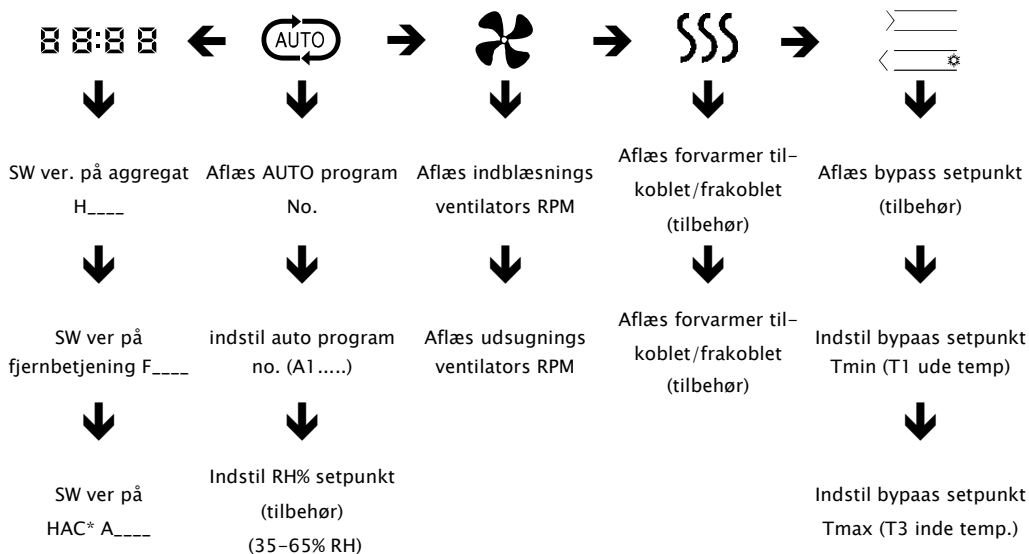 88:88
AUTO
SW ver. på aggregat
H____
Aflæs AUTO program
No.
Aflæs indblæsnings
ventilators RPM
Aflæs forvarmer til-
koblet/frakoblet
(tilbehør)
Aflæs bypass setpunkt
(tilbehør)
SW ver på
fjernbetjening F____
indstil auto program
no. (A1.....)
Aflæs udsugnings
ventilators RPM
Aflæs forvarmer til-
koblet/frakoblet
(tilbehør)
Indstil bypaas setpunkt
Tmin (T1 ude temp)
SW ver på
HAC* A____
Indstil RH% setpunkt
(tilbehør)
(35-65% RH)
Indstil bypaas setpunkt
Tmax (T3 inde temp.)